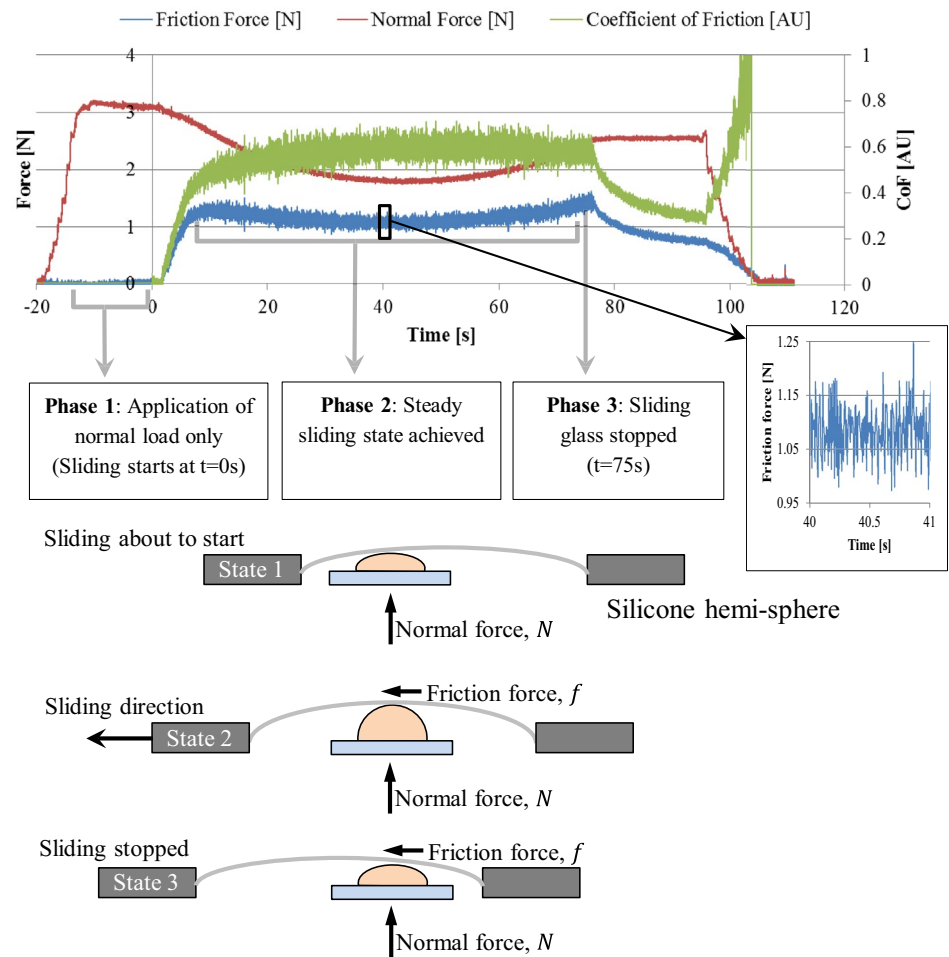 Friction Force [N] Normal Force [N] Coefficient of Friction [AU]
4 1
3 0.8
2 0.6
1 0.4
0 0.2
0
Force [N]
CoF [AU]
-20 0 20 40 60 80 100 120
Time [s]
Phase 1: Application of
normal load only
(Sliding starts at t=0s)
Phase 2: Steady
sliding state achieved
Phase 3: Sliding
glass stopped
(t=75s)
1.25
1.15
1.05
0.95
Friction force [N]
40 40.5 41
Time [s]
Sliding about to start
State 1
Silicone hemi-sphere
Normal force, N
Friction force, f
Sliding direction
State 2
Normal force, N
Sliding stopped
Friction force, f
State 3
Normal force, N